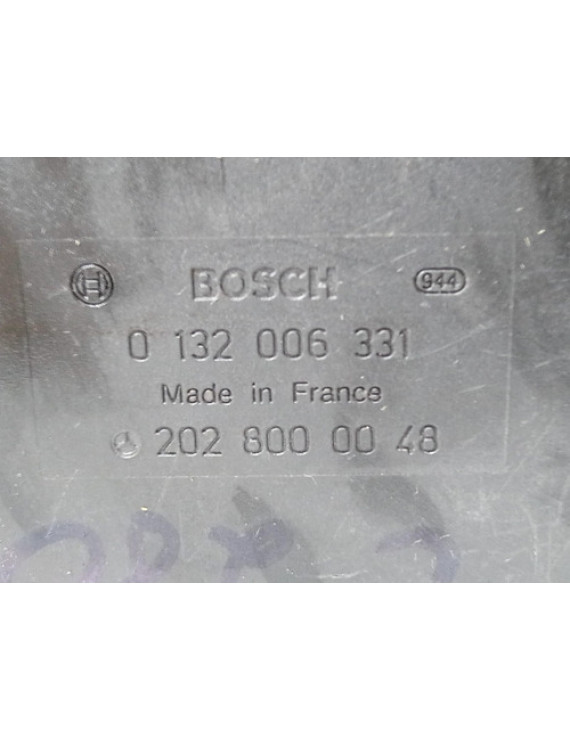 BOSCH 944
0 132 006 331
Made in France
202 800 00 48